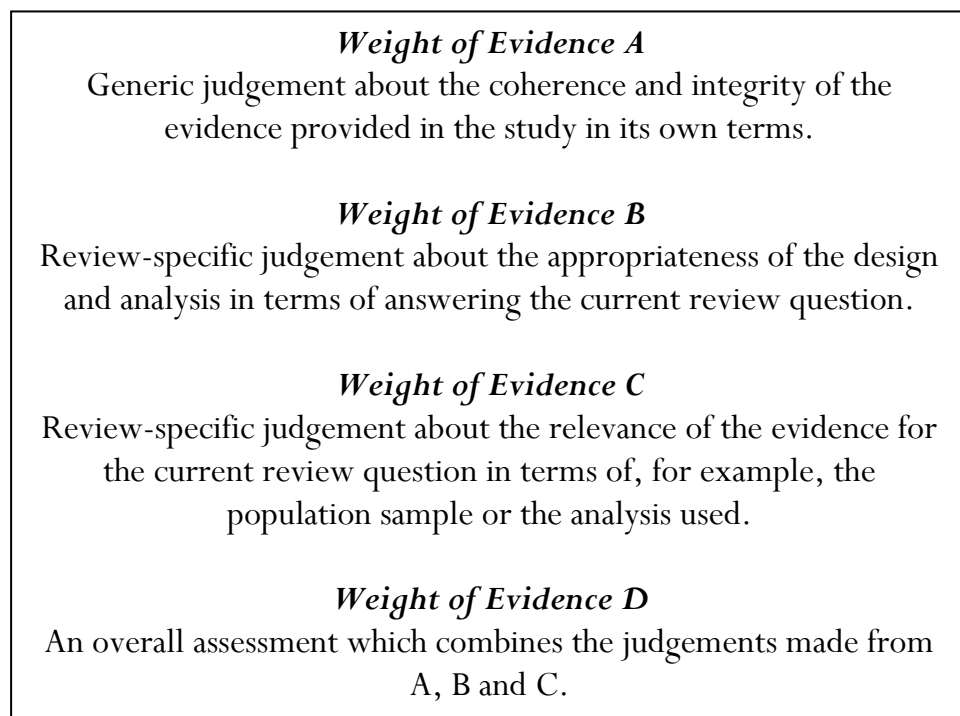 Weight of Evidence A
Generic judgement about the coherence and integrity of the
evidence provided in the study in its own terms.
Weight of Evidence B
Review-specific judgement about the appropriateness of the design
and analysis in terms of answering the current review question.
Weight of Evidence C
Review-specific judgement about the relevance of the evidence for
the current review question in terms of, for example, the
population sample or the analysis used.
Weight of Evidence D
An overall assessment which combines the judgements made from
A, B and C.